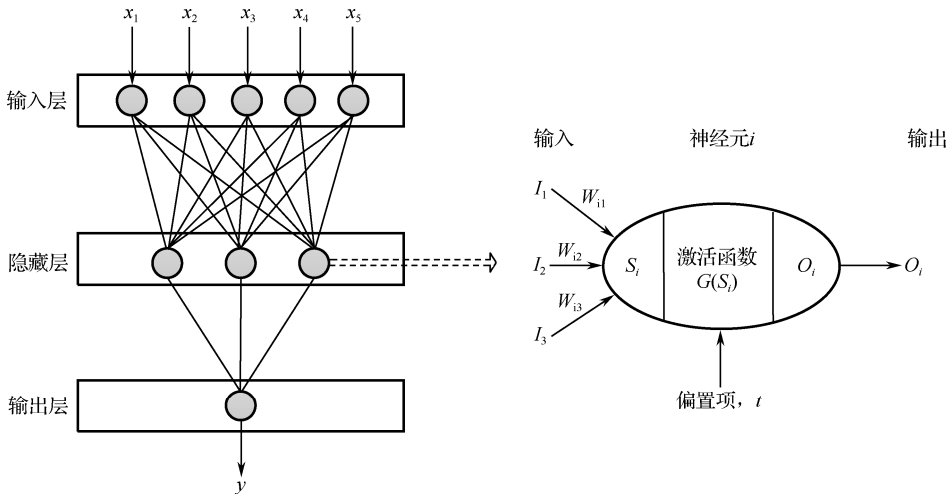 x1 x2 x3 x4 x5
输入层
隐藏层
输出层
y
输入 神经元i 输出
I1 Wi1
I2 Wi2 Si 激活函数 Oi Oi
G(Si)
I3 Wi3
偏置项，t